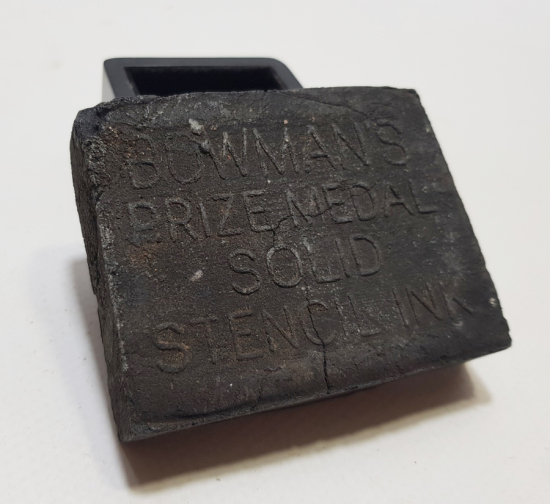 BOWMAN'S
PRIZE MEDAL
SOLID
STENCIL INK